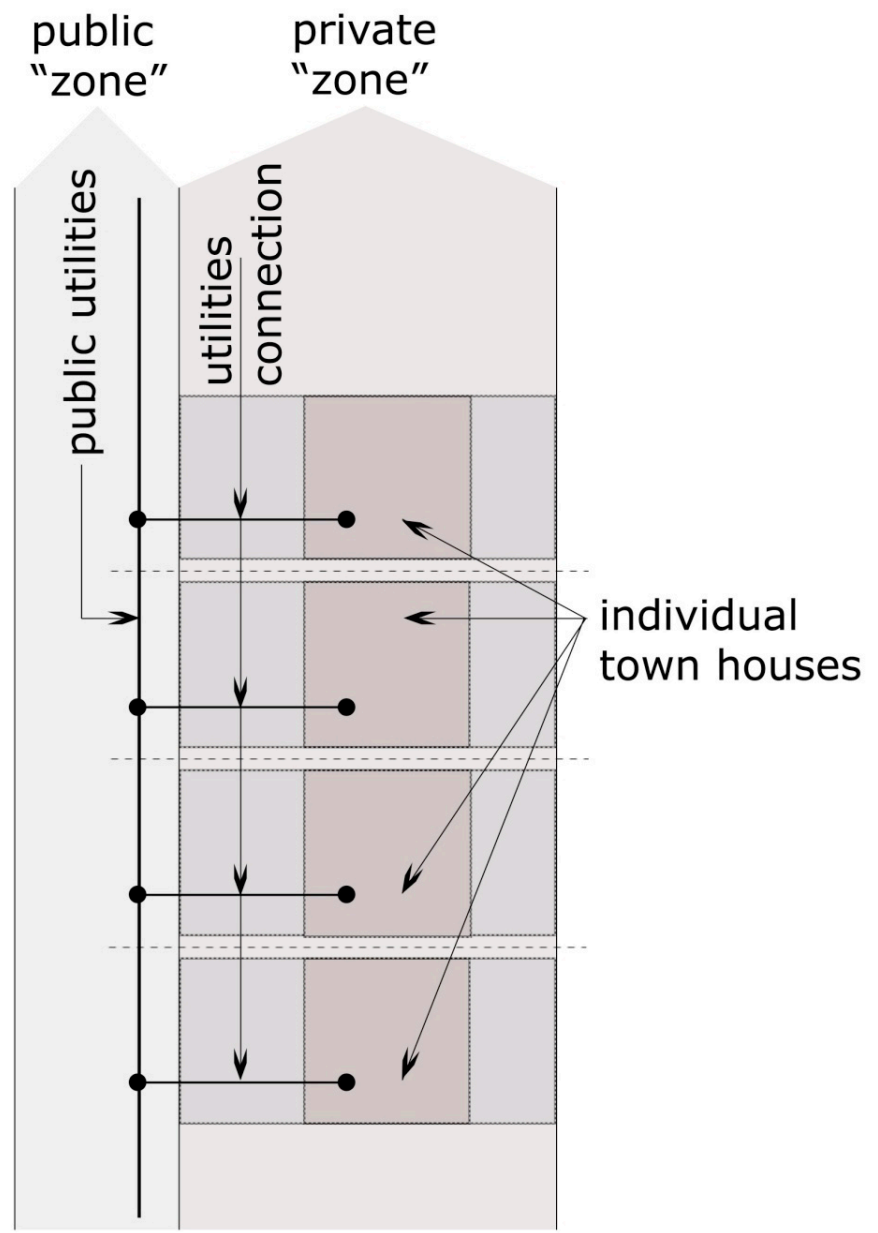 public
“zone”
private
“zone”
public utilities
utilities
connection
individual
town houses